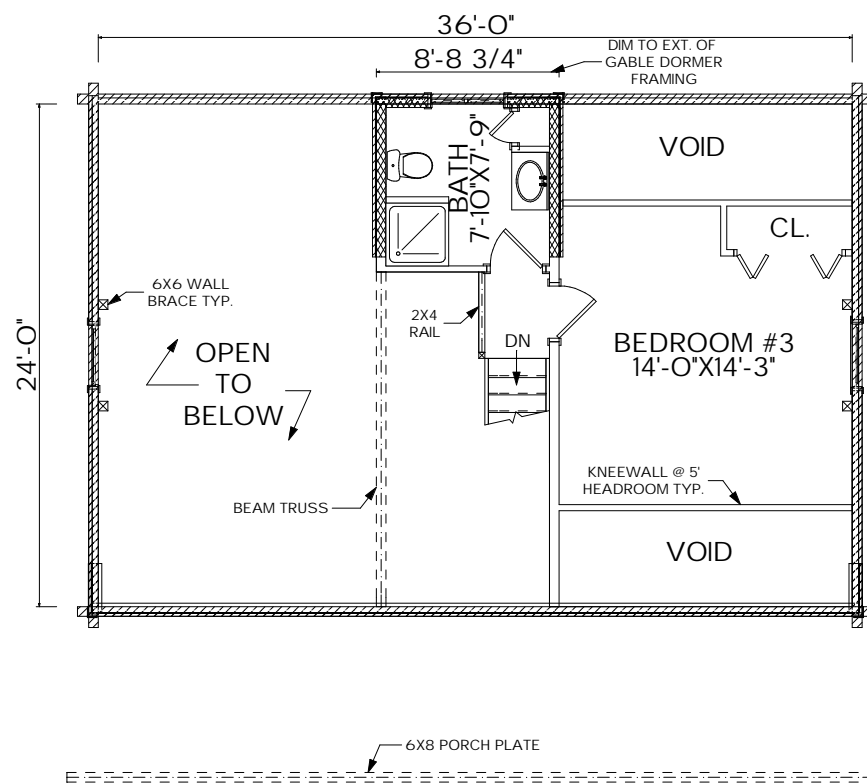 36'-0"
8'-8 3/4"
DIM TO EXT. OF
GABLE DORMER
FRAMING
BATH
7'-10"X7'-9"
VOID
CL.
6X6 WALL
BRACE TYP.
2X4
RAIL
DN
BEDROOM #3
14'-0"X14'-3"
24'-0"
OPEN
TO
BELOW
KNEEWALL @ 5'
HEADROOM TYP.
BEAM TRUSS
VOID
6X8 PORCH PLATE